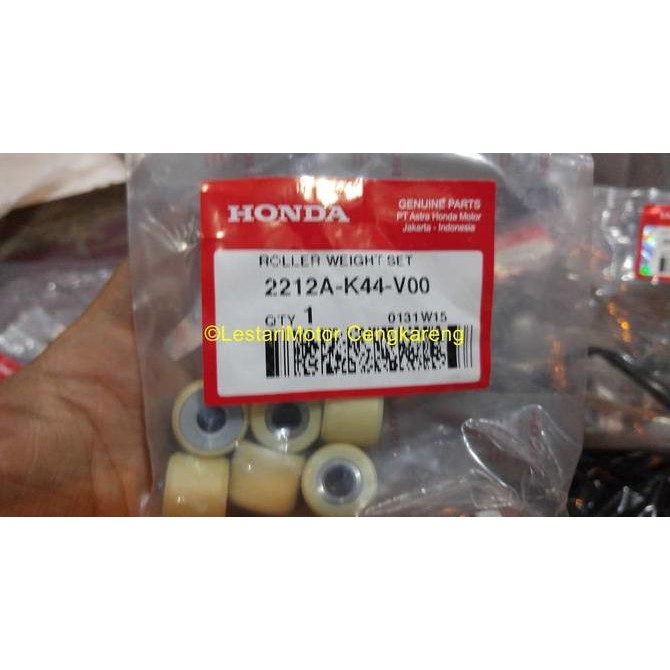 HONDA
GENUINE PARTS
PT Astra Honda Motor
Jakarta - Indonesia
ROLLER WEIGHT SET
2212A-K44-V00
QTY 1
0131W15
©LestariMotor Cengkareng